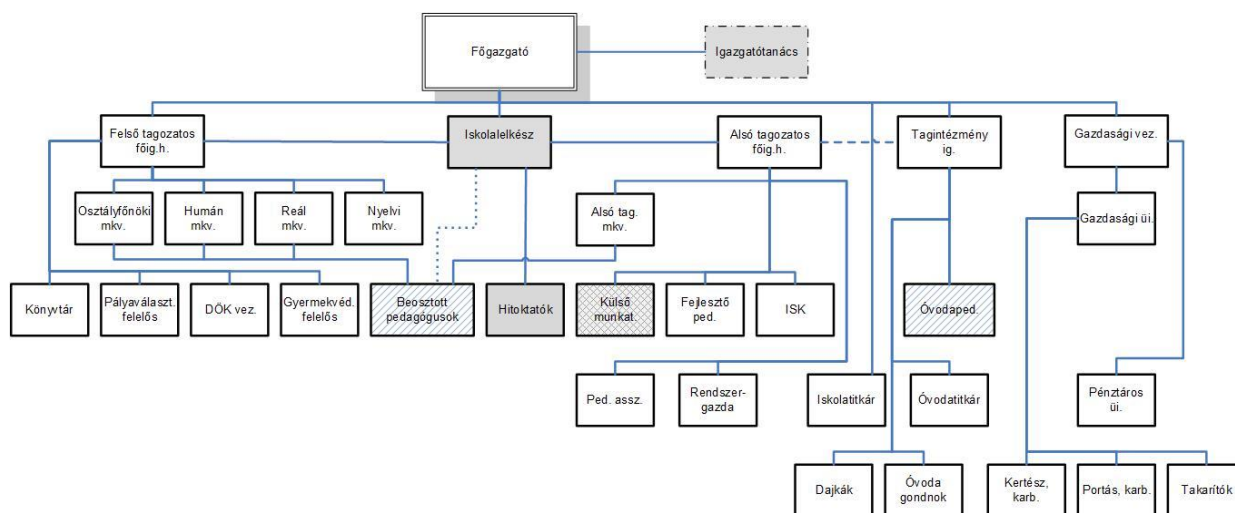 Főgazgató
Igazgatótanács
Felső tagozatos
főig.h.
Iskolalelkész
Alsó tagozatos
főig.h.
Tagintézmény
ig.
Gazdasági vez.
Osztályfőnöki
mkv.
Humán
mkv.
Reál
mkv.
Nyelvi
mkv.
Alsó tag.
mkv.
Gazdasági üi.
Könyvtár
Pályaválaszt.
felelős
DÖK vez.
Gyermekvéd.
felelős
Beosztott
pedagógusok
Hitoktatók
Külső
munkat.
Fejlesztő
ped.
ISK
Óvodaped.
Ped. assz.
Rendszer-
gazda
Iskolatitkár
Óvodatitkár
Pénztáros
üi.
Dajkák
Óvoda
gondnok
Kertész,
karb.
Portás, karb.
Takarítók